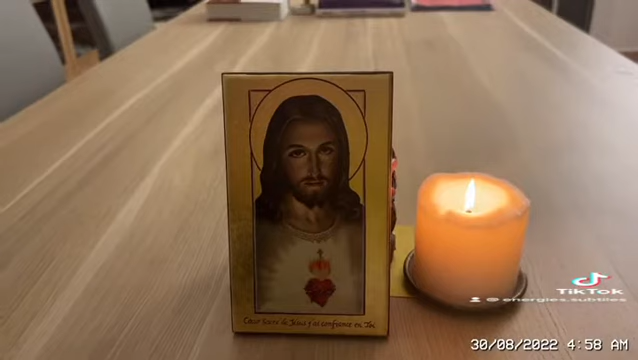 Cœur Sacré de Jésus j'ai confiance en Toi
TikTok
@energies.subtiles
30/08/2022 4:58 AM